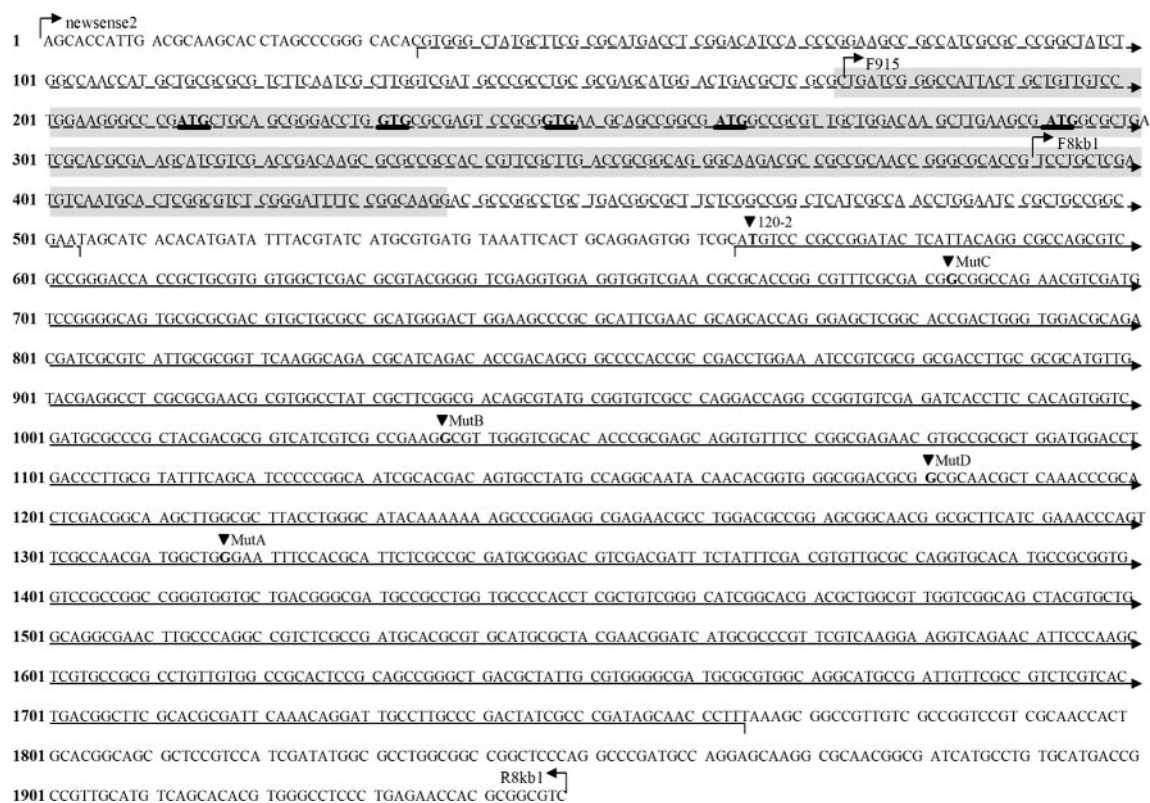 newsense2
1 AGCACCATTG ACGCAAGCAC CTAGCCCGGG CACACGTGGG CTATGCTTCG CGCATGACCT CGGACATCCA CCCGGAAGCC GCCATCGCGC CCGGCTATCT
F915
101 GGCCAACCAT GCTGCGCGCG TCTTCAATCG CTTGGTCGAT GCCCGCCTGC GCGAGCATGG ACTGACGCTC GCGCTGATCG GGCCATTACT GCTGTTGTCC
201 TGGAAGGGCC CGATGCTGCA GCGGGACCTG GTGCGCGAGT CCGCGGTGAA GCAGCCGGCG ATGGCCGCGT TGCTGGACAA GCTTGAAGCG ATGGCGCTGA
F8kb1
301 TCGCACGCGA AGCATCGTCG ACCGACAAGC GCGCCGCCAC CGTTCGCTTG ACCGCGGCAG GGCAAGACGC CGCCGCAACC GGGCGCACCG TCCTGCTCGA
401 TGTCAATGCA CTCGGCGTCT CGGGATTTTC CGGCAAGGAC GCCGGCCTGC TGACGGCGCT TCTCGGCCGG CTCATCGCCA ACCTGGAATC CGCTGCCGGC
120-2
501 GAATAGCATC ACACATGATA TTTACGTATC ATGCGTGATG TAAATTCACT GCAGGAGTGG TCGCATGTCC CGCCGGATAC TCATTACAGG CGCCAGCGTC
MutC
601 GCCGGGACCA CCGCTGCGTG GTGGCTCGAC GCGTACGGGG TCGAGGTGGA GGTGGTCGAA CGCGCACCGG CGTTTCGCGA CGGCGGCCAG AACGTCGATG
701 TCCGGGGCAG TGCGCGCGAC GTGCTGCGCC GCATGGGACT GGAAGCCCGC GCATTCGAAC GCAGCACCAG GGAGCTCGGC ACCGACTGGG TGGACGCAGA
801 CGATCGCGTC ATTGCGCGGT TCAAGGCAGA CGCATCAGAC ACCGACAGCG GCCCCACCGC CGACCTGGAA ATCCGTCGCG GCGACCTTGC GCGCATGTTG
901 TACGAGGCCT CGCGCGAACG CGTGGCCTAT CGCTTCGGCG ACAGCGTATG CGGTGTCGCC CAGGACCAGG CCGGTGTCGA GATCACCTTC CACAGTGGTC
MutB
1001 GATGCGCCCG CTACGACGCG GTCATCGTCG CCGAAGGCGTT GGGTCGCAC ACCCGCGAGC AGGTGTTTCC CGGCGAGAAC GTGCCGCGCT GGATGGACCT
MutD
1101 GACCCTTGCG TATTTCAGCA TCCCCCGGCA ATCGCACGAC AGTGCCTATG CCAGGCAATA CAACACGGTG GGCGGACGCG GCGCAACGCT CAAACCCGCA
1201 CTCGACGGCA AGCTTGGCGC TTACCTGGGC ATACAAAAAA AGCCCGGAGG CGAGAACGCC TGGACGCCGG AGCGGCAACG GCGCTTCATC GAAACCCAGT
MutA
1301 TCGCCAACGA TGGCTGGGAA TTTCCACGCA TTCTCGCCGC GATGCGGGAC GTCGACGATT TCTATTTCGA CGTGTTGCGC CAGGTGCACA TGCCGCGGTG
1401 GTCCGCCGGC CGGGTGGTGC TGACGGGCGA TGCCGCCTGG TGCCCCACCT CGCTGTCGGG CATCGGCACG ACGCTGGCGT TGGTCGGCAG CTACGTGCTG
1501 GCAGGCGAAC TTGCCCAGGC CGTCTCGCCG ATGCACGCGT GCATGCGCTA CGAACGGATC ATGCGCCCGT TCGTCAAGGA AGGTCAGAAC ATTCCCAAGC
1601 TCGTGCCGCG CCTGTTGTGG CCGCACTCCG CAGCCGGGCT GACGCTATTG CGTGGGGCGA TGCGCGTGGC AGGCATGCCG ATTGTTCGCC GTCTCGTCAC
1701 TGACGGCTTC GCACGCGATT CAAACAGGAT TGCCTTGCCC GACTATCGCC CGATAGCAAC CCTTTAAAGC GGCCGTTGTC GCCGGTCCGT CGCAACCACT
1801 GCACGGCAGC GCTCCGTCCA TCGATATGGC GCCTGGCGGC CGGCTCCCAG GCCCGATGCC AGGAGCAAGG CGCAACGGCG ATCATGCCTG TGCATGACCG
R8kb1
1901 CCGTTGCATG TCAGCACACG TGGGCCTCCC TGAGAACCAC GCGGCGTC